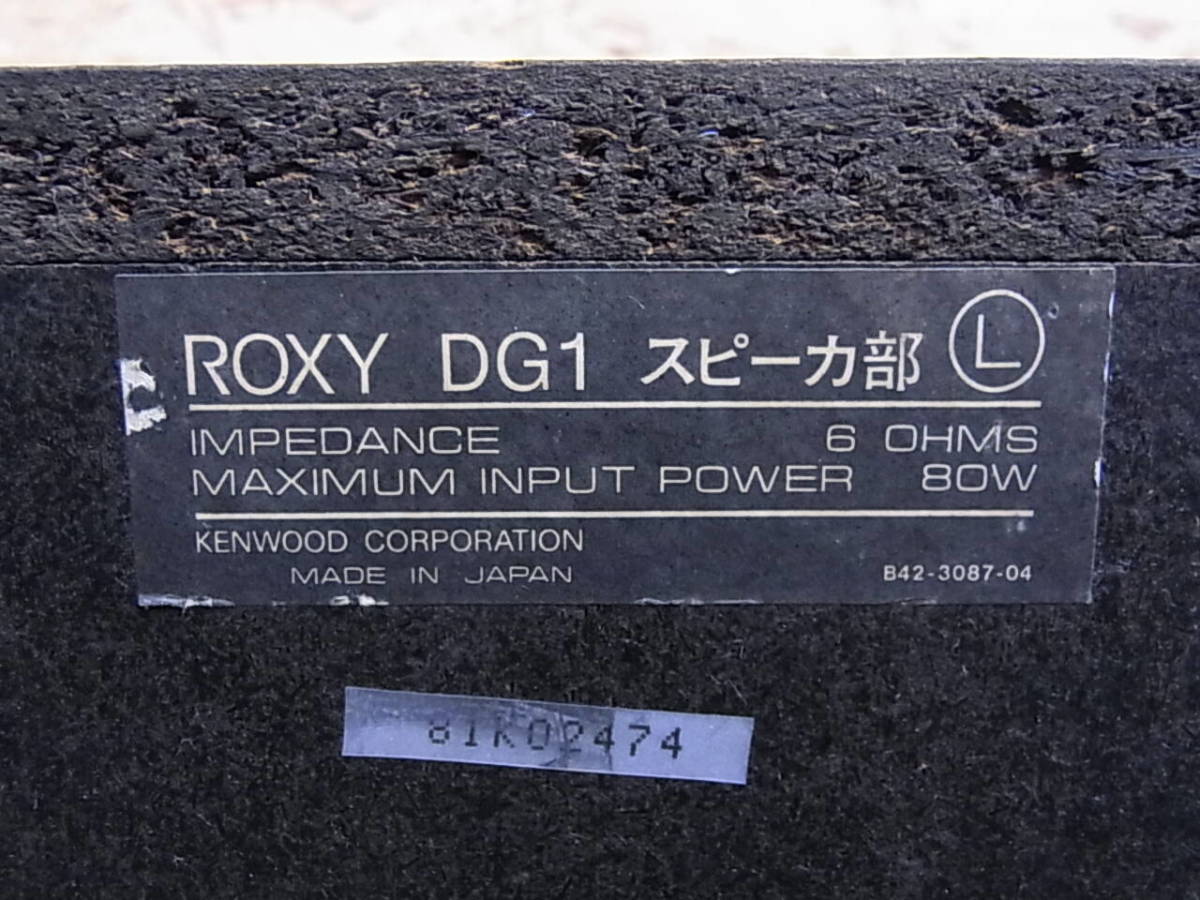 ROXY DG1 スピーカ部 Ⓛ
IMPEDANCE 6 OHMS
MAXIMUM INPUT POWER 80W
KENWOOD CORPORATION
MADE IN JAPAN B42-3087-04
81K02474